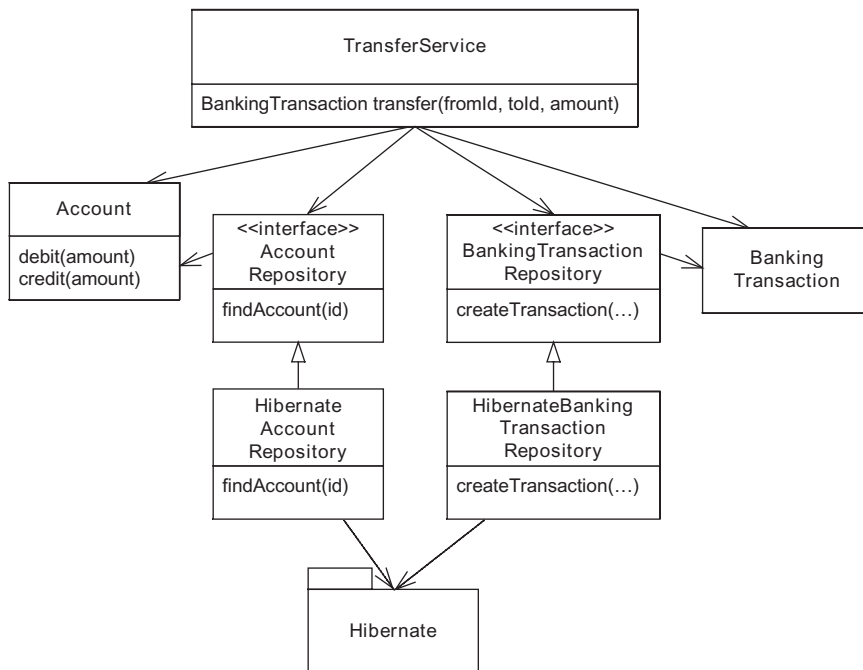 TransferService
BankingTransaction transfer(fromId, toId, amount)
Account
debit(amount)
credit(amount)
<<interface>>
Account
Repository
findAccount(id)
<<interface>>
BankingTransaction
Repository
createTransaction(…)
Banking
Transaction
Hibernate
Account
Repository
findAccount(id)
HibernateBanking
Transaction
Repository
createTransaction(…)
Hibernate